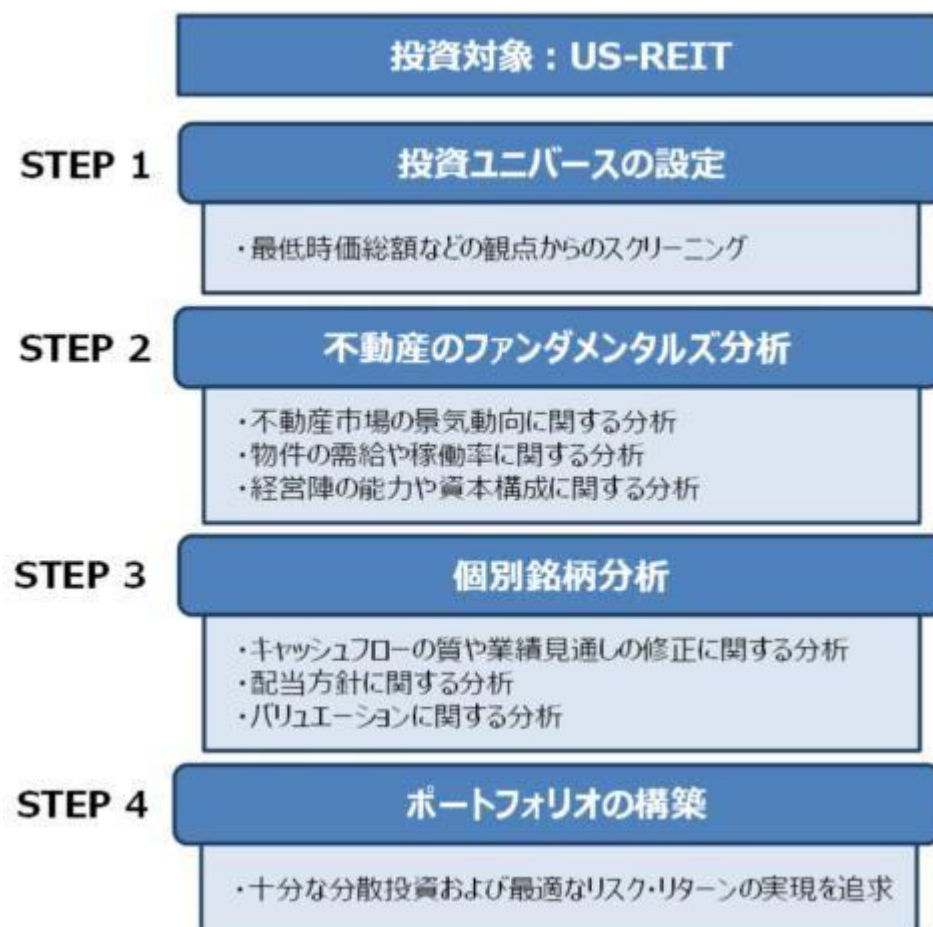 投資対象：US-REIT
STEP 1
投資ユニバースの設定
・最低時価総額などの観点からのスクリーニング
STEP 2
不動産のファンダメンタルズ分析
・不動産市場の景気動向に関する分析
・物件の需給や稼働率に関する分析
・経営陣の能力や資本構成に関する分析
STEP 3
個別銘柄分析
・キャッシュフローの質や業績見通しの修正に関する分析
・配当方針に関する分析
・バリュエーションに関する分析
STEP 4
ポートフォリオの構築
・十分な分散投資および最適なリスク・リターンの実現を追求